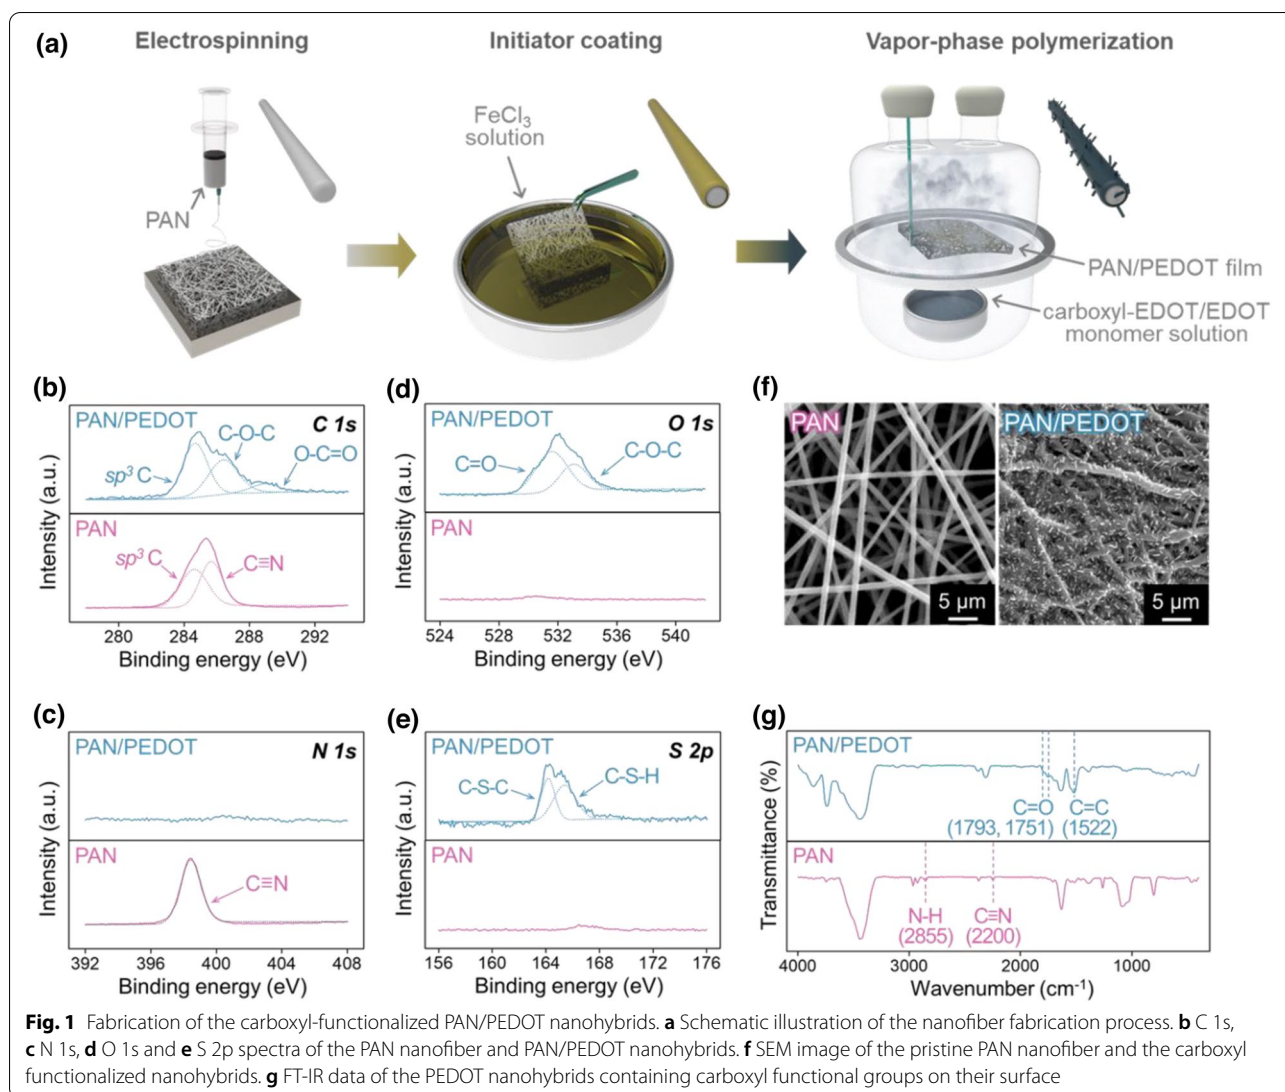 (a)
Electrospinning
Initiator coating
Vapor-phase polymerization
PAN
FeCl₃
solution
PAN/PEDOT film
carboxyl-EDOT/EDOT
monomer solution
(b)
PAN/PEDOT
C 1s
C-O-C
O-C=O
sp³ C
PAN
sp³ C
C≡N
Intensity (a.u.)
280 284 288 292
Binding energy (eV)
(d)
PAN/PEDOT
O 1s
C=O
C-O-C
PAN
Intensity (a.u.)
524 528 532 536 540
Binding energy (eV)
(f)
PAN
5 µm
PAN/PEDOT
5 µm
(c)
PAN/PEDOT
N 1s
PAN
C≡N
Intensity (a.u.)
392 396 400 404 408
Binding energy (eV)
(e)
PAN/PEDOT
S 2p
C-S-C
C-S-H
PAN
Intensity (a.u.)
156 160 164 168 172 176
Binding energy (eV)
(g)
PAN/PEDOT
C=O C=C
(1793, 1751) (1522)
PAN
N-H C≡N
(2855) (2200)
Transmittance (%)
4000 3000 2000 1000
Wavenumber (cm⁻¹)
Fig. 1 Fabrication of the carboxyl-functionalized PAN/PEDOT nanohybrids. a Schematic illustration of the nanofiber fabrication process. b C 1s,
c N 1s, d O 1s and e S 2p spectra of the PAN nanofiber and PAN/PEDOT nanohybrids. f SEM image of the pristine PAN nanofiber and the carboxyl
functionalized nanohybrids. g FT-IR data of the PEDOT nanohybrids containing carboxyl functional groups on their surface